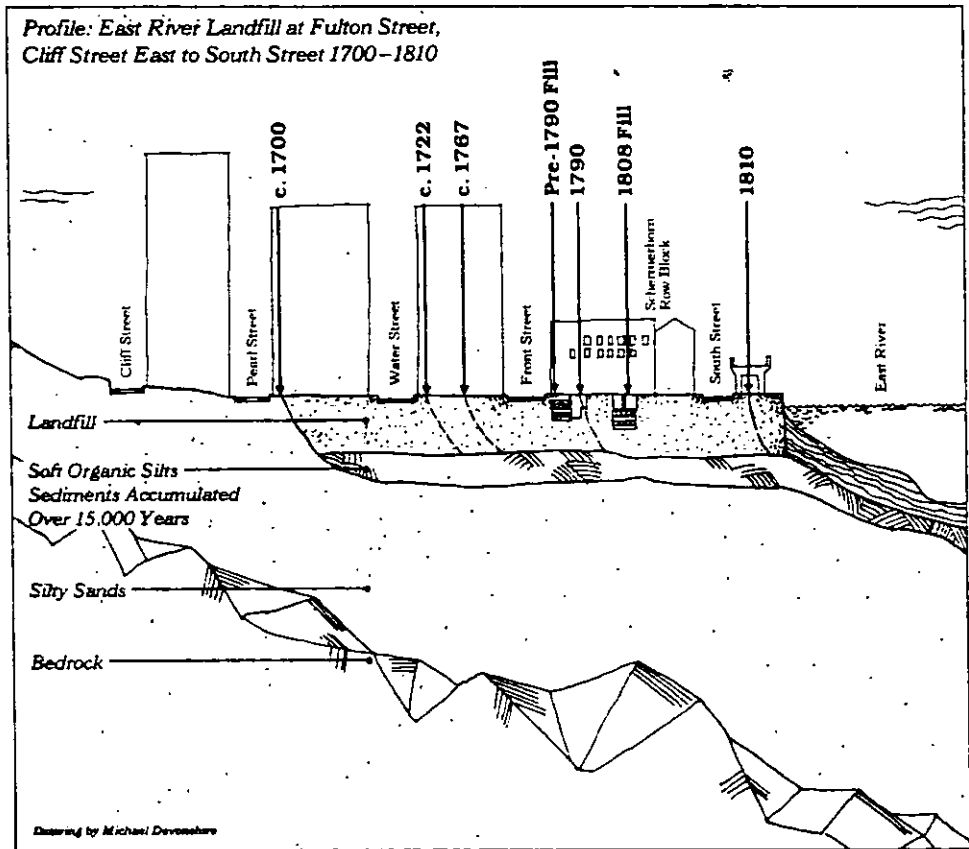 Profile: East River Landfill at Fulton Street,
Cliff Street East to South Street 1700–1810
c. 1700
c. 1722
c. 1767
Pre-1790 Fill
1790
1808 Fill
1810
Cliff Street
Pearl Street
Water Street
Front Street
Schermerhorn
Row Block
South Street
East River
Landfill
Soft Organic Silts
Sediments Accumulated
Over 15,000 Years
Silty Sands
Bedrock
Drawing by Michael Devonshire